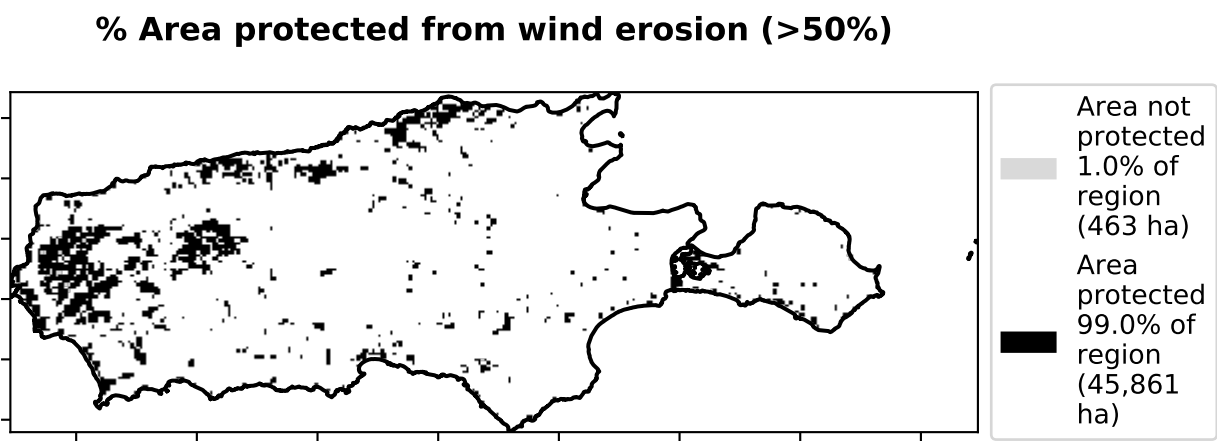 % Area protected from wind erosion (>50%)
Area not
protected
1.0% of
region
(463 ha)
Area
protected
99.0% of
region
(45,861
ha)